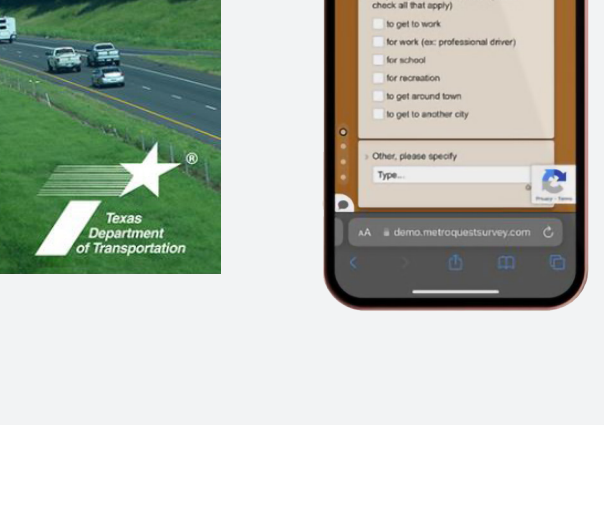 check all that apply)
to get to work
for work (ex: professional driver)
for school
for recreation
to get around town
to get to another city
Other, please specify
Type...
Privacy - Terms
AA demo.metroquestsurvey.com
®
Texas
Department
of Transportation